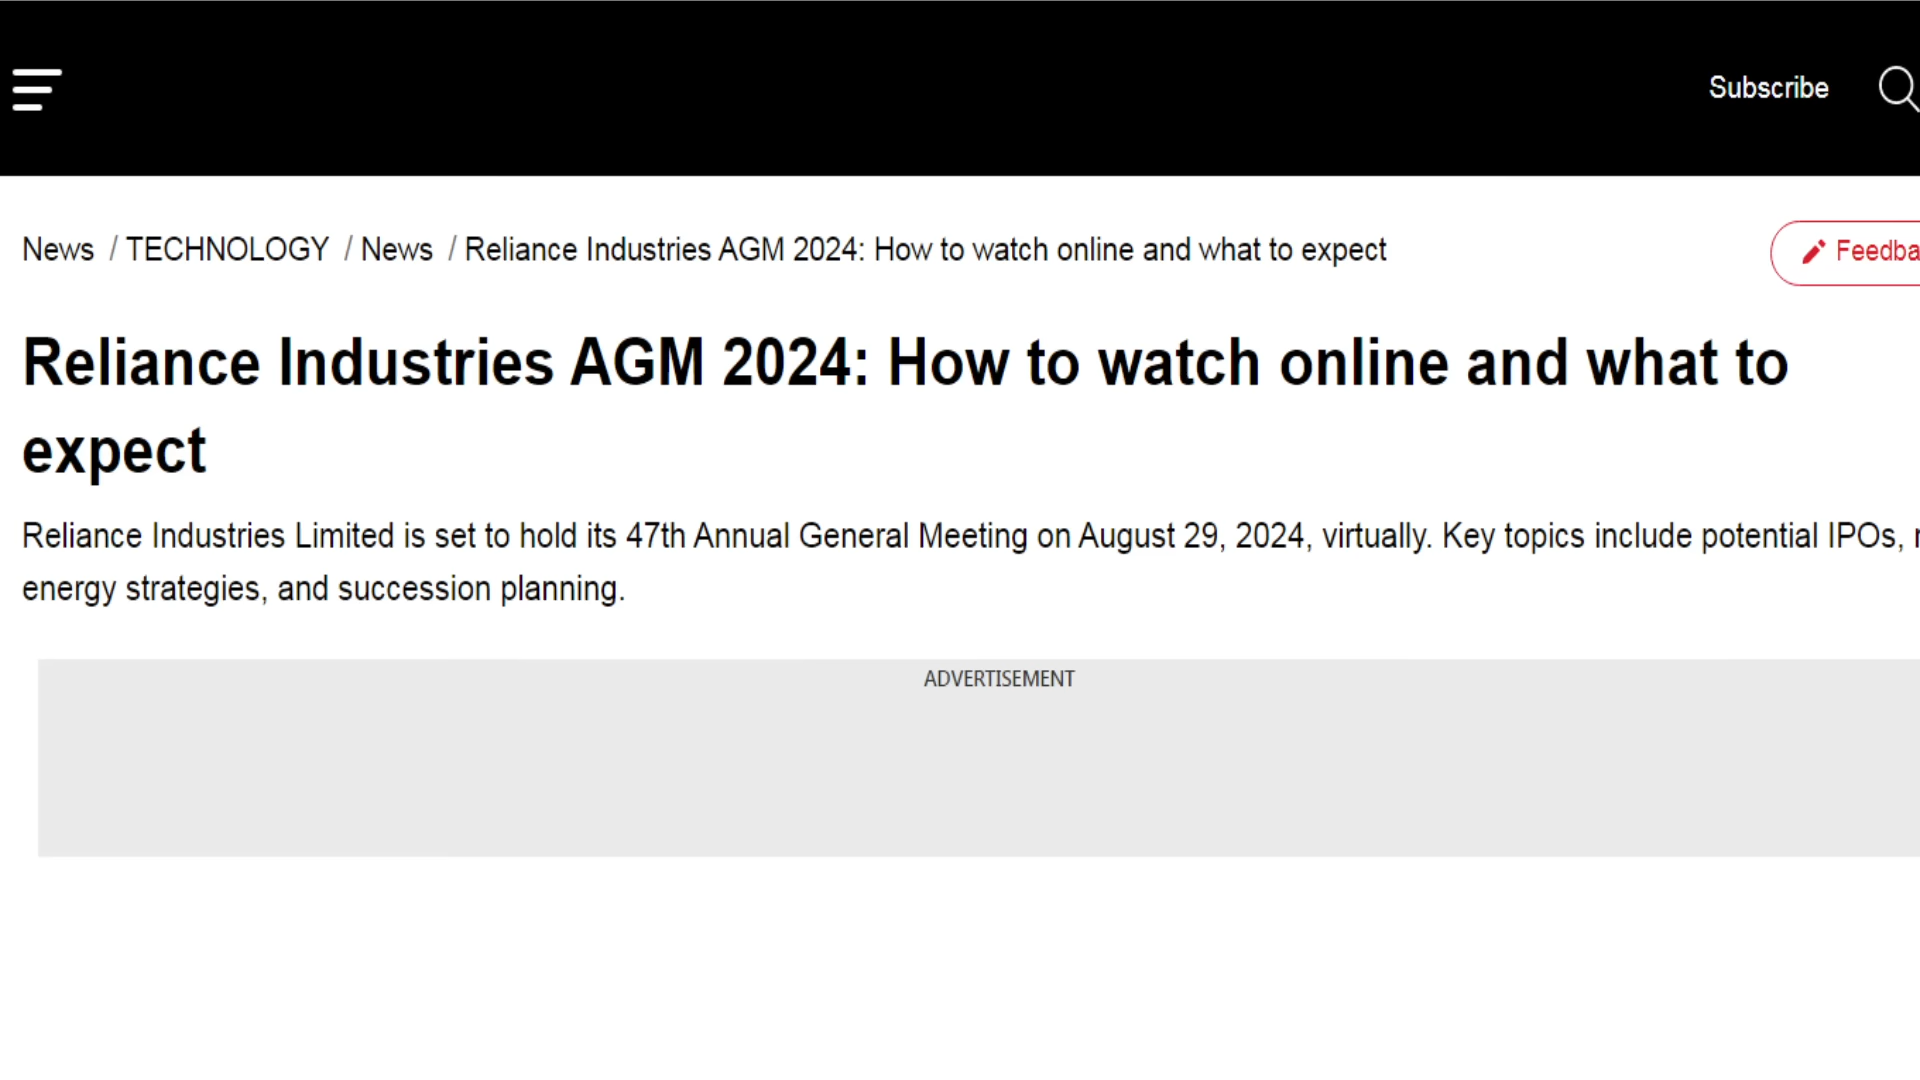 Subscribe
News / TECHNOLOGY / News / Reliance Industries AGM 2024: How to watch online and what to expect
Reliance Industries AGM 2024: How to watch online and what to
expect
Reliance Industries Limited is set to hold its 47th Annual General Meeting on August 29, 2024, virtually. Key topics include potential IPOs,
energy strategies, and succession planning.
ADVERTISEMENT